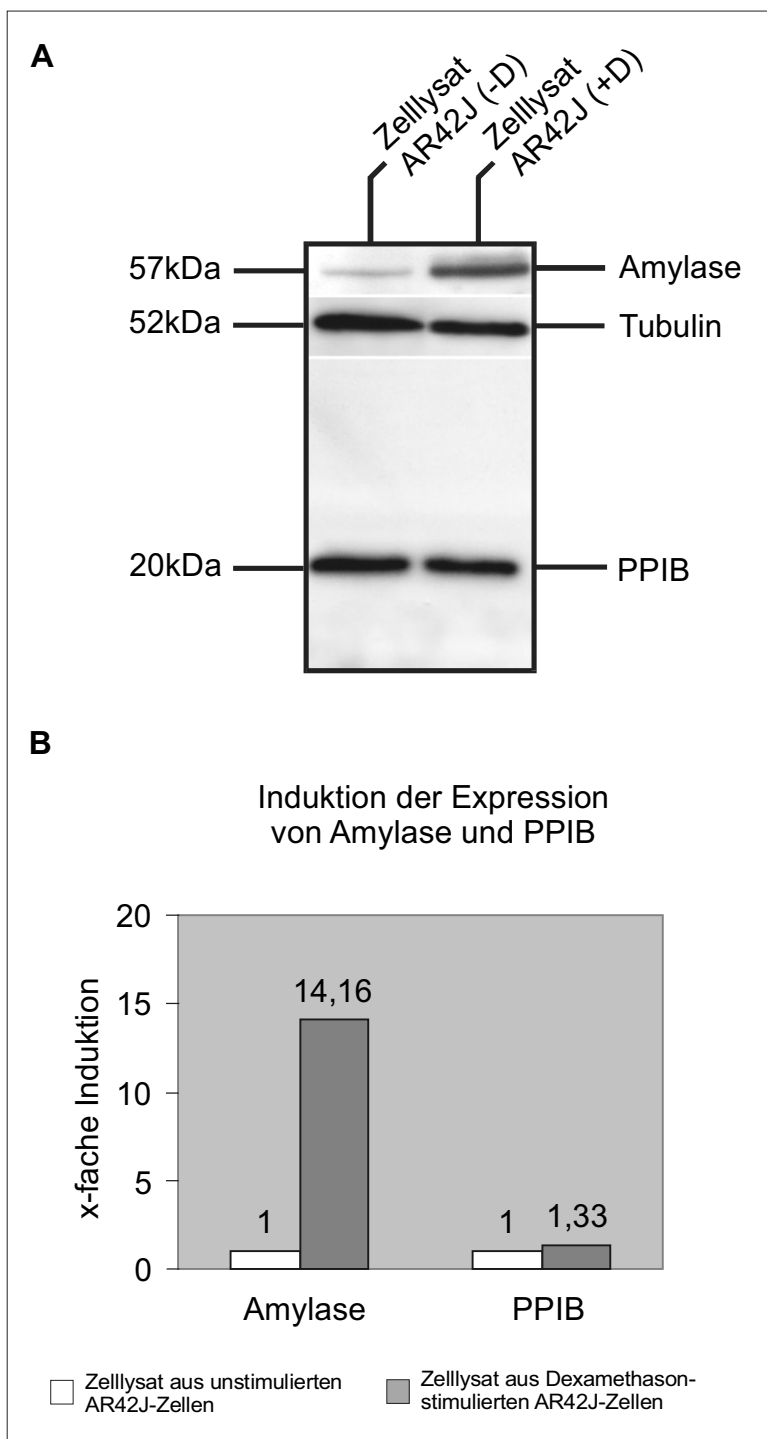 A
Zelllysat
AR42J (-D)
Zelllysat
AR42J (+D)
57kDa
Amylase
52kDa
Tubulin
20kDa
PPIB
B
Induktion der Expression
von Amylase und PPIB
x-fache Induktion
20
15
10
5
0
14,16
1
1
1,33
Amylase
PPIB
Zelllysat aus unstimulierten
AR42J-Zellen
Zelllysat aus Dexamethason-
stimulierten AR42J-Zellen